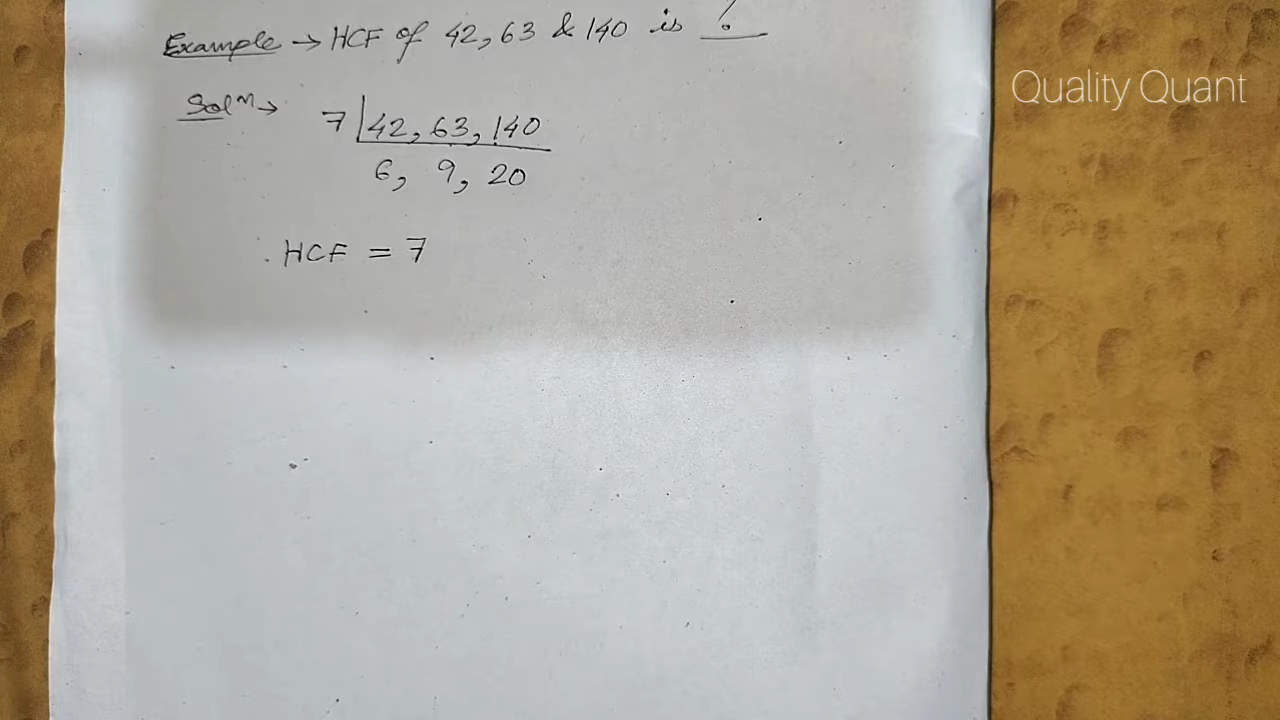 Example → HCF of 42, 63 & 140 is ?
Quality Quant
Solⁿ →
7 | 42, 63, 140
6, 9, 20
HCF = 7